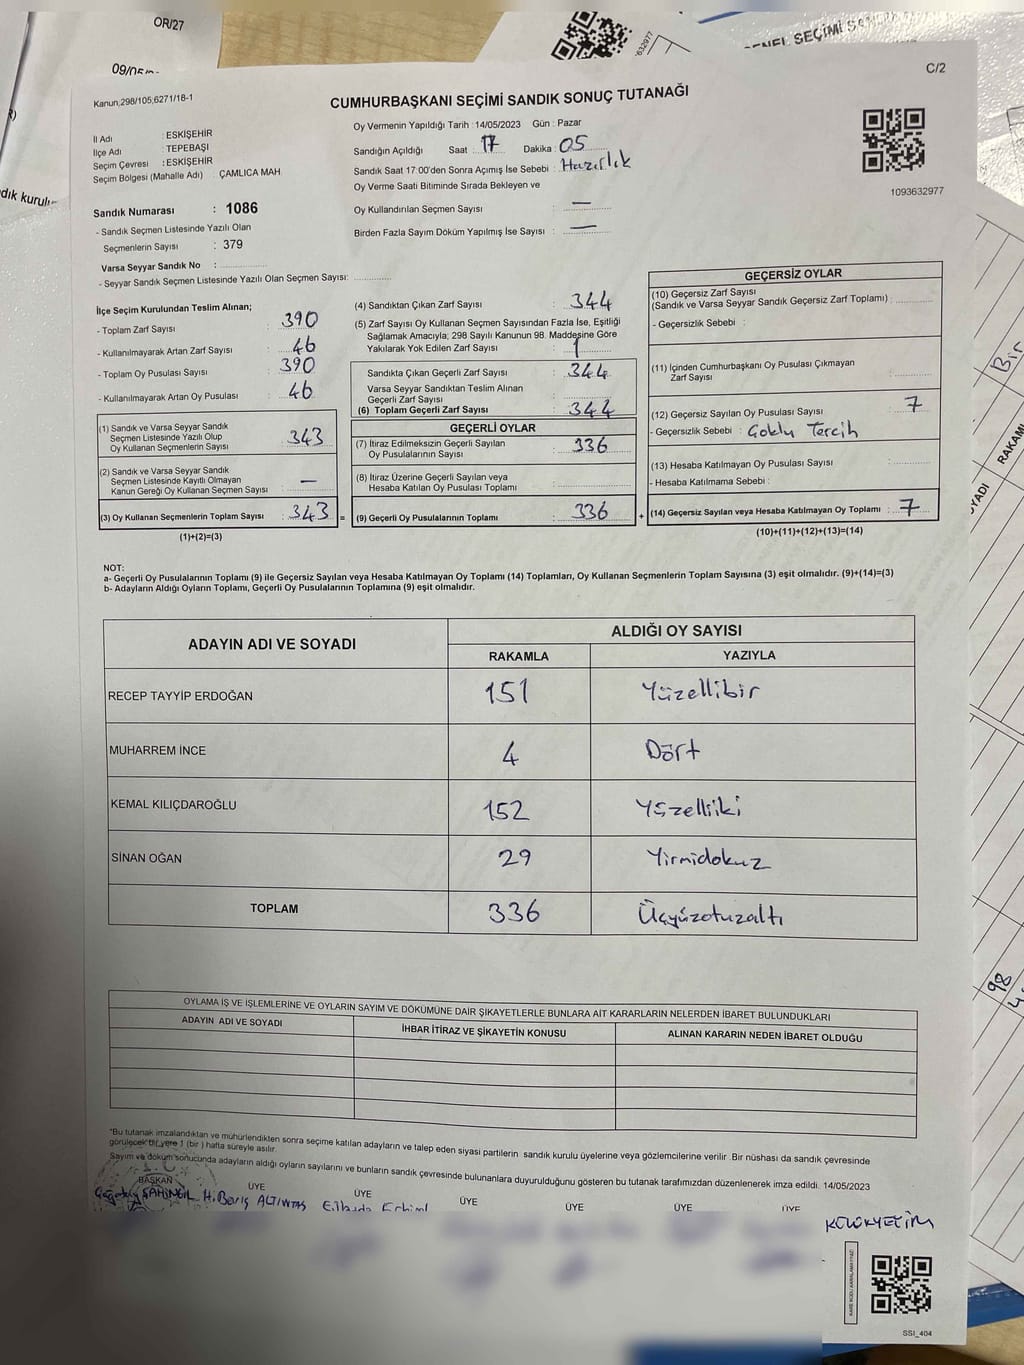 OR/27
GENEL SEÇİMİ
632977
C/2
Kanun;298/105;6271/18-1
CUMHURBAŞKANI SEÇİMİ SANDIK SONUÇ TUTANAĞI
İl Adı : ESKİŞEHİR
İlçe Adı : TEPEBAŞI
Seçim Çevresi : ESKİŞEHİR
Seçim Bölgesi (Mahalle Adı) : ÇAMLICA MAH.
Oy Vermenin Yapıldığı Tarih : 14/05/2023 Gün : Pazar
Sandığın Açıldığı Saat : 17 Dakika : 05
Sandık Saat 17:00'den Sonra Açımış İse Sebebi : Hazırlık
Oy Verme Saati Bitiminde Sırada Bekleyen ve
Oy Kullandırılan Seçmen Sayısı : —
Birden Fazla Sayım Döküm Yapılmış İse Sayısı : —
1093632977
Sandık Numarası : 1086
- Sandık Seçmen Listesinde Yazılı Olan
Seçmenlerin Sayısı : 379
Varsa Seyyar Sandık No :
- Seyyar Sandık Seçmen Listesinde Yazılı Olan Seçmen Sayısı:
İlçe Seçim Kurulundan Teslim Alınan;
- Toplam Zarf Sayısı : 390
- Kullanılmayarak Artan Zarf Sayısı : 46
- Toplam Oy Pusulası Sayısı : 390
- Kullanılmayarak Artan Oy Pusulası : 46
(1) Sandık ve Varsa Seyyar Sandık
Seçmen Listesinde Yazılı Olup
Oy Kullanan Seçmenlerin Sayısı : 343
(2) Sandık ve Varsa Seyyar Sandık
Seçmen Listesinde Kayıtlı Olmayan
Kanun Gereği Oy Kullanan Seçmen Sayısı : —
(3) Oy Kullanan Seçmenlerin Toplam Sayısı : 343 =
(1)+(2)=(3)
(4) Sandıktan Çıkan Zarf Sayısı : 344
(5) Zarf Sayısı Oy Kullanan Seçmen Sayısından Fazla İse, Eşitliği
Sağlamak Amacıyla; 298 Sayılı Kanunun 98. Maddesine Göre
Yakılarak Yok Edilen Zarf Sayısı : 1
Sandıkta Çıkan Geçerli Zarf Sayısı : 344
Varsa Seyyar Sandıktan Teslim Alınan
Geçerli Zarf Sayısı :
(6) Toplam Geçerli Zarf Sayısı : 344
GEÇERLİ OYLAR
(7) İtiraz Edilmeksizin Geçerli Sayılan
Oy Pusulalarının Sayısı : 336
(8) İtiraz Üzerine Geçerli Sayılan veya
Hesaba Katılan Oy Pusulası Toplamı :
(9) Geçerli Oy Pusulalarının Toplamı : 336 +
GEÇERSİZ OYLAR
(10) Geçersiz Zarf Sayısı
(Sandık ve Varsa Seyyar Sandık Geçersiz Zarf Toplamı) :
- Geçersizlik Sebebi :
(11) İçinden Cumhurbaşkanı Oy Pusulası Çıkmayan
Zarf Sayısı :
(12) Geçersiz Sayılan Oy Pusulası Sayısı : 7
- Geçersizlik Sebebi : Çoklu Tercih
(13) Hesaba Katılmayan Oy Pusulası Sayısı :
- Hesaba Katılmama Sebebi :
(14) Geçersiz Sayılan veya Hesaba Katılmayan Oy Toplamı : 7
(10)+(11)+(12)+(13)=(14)
NOT:
a- Geçerli Oy Pusulalarının Toplamı (9) ile Geçersiz Sayılan veya Hesaba Katılmayan Oy Toplamı (14) Toplamları, Oy Kullanan Seçmenlerin Toplam Sayısına (3) eşit olmalıdır. (9)+(14)=(3)
b- Adayların Aldığı Oyların Toplamı, Geçerli Oy Pusulalarının Toplamına (9) eşit olmalıdır.
ADAYIN ADI VE SOYADI
ALDIĞI OY SAYISI
RAKAMLA YAZIYLA
RECEP TAYYİP ERDOĞAN 151 Yüzellibir
MUHARREM İNCE 4 Dört
KEMAL KILIÇDAROĞLU 152 Yüzelliiki
SİNAN OĞAN 29 Yirmidokuz
TOPLAM 336 Üçyüzotuzaltı
OYLAMA İŞ VE İŞLEMLERİNE VE OYLARIN SAYIM VE DÖKÜMÜNE DAİR ŞİKAYETLERLE BUNLARA AİT KARARLARIN NELERDEN İBARET BULUNDUKLARI
ADAYIN ADI VE SOYADI İHBAR İTİRAZ VE ŞİKAYETİN KONUSU ALINAN KARARIN NEDEN İBARET OLDUĞU
"Bu tutanak imzalandıktan ve mühürlendikten sonra seçime katılan adayların ve talep eden siyasi partilerin sandık kurulu üyelerine veya gözlemcilerine verilir. Bir nüshası da sandık çevresinde
görülecek bir yere 1 (bir ) hafta süreyle asılır.
Sayım ve döküm sonucunda adayların aldığı oyların sayılarını ve bunların sandık çevresinde bulunanlara duyurulduğunu gösteren bu tutanak tarafımızdan düzenlenerek imza edildi. 14/05/2023
BAŞKAN ÜYE ÜYE ÜYE ÜYE ÜYE ÜYE
H. Barış ALTINTAŞ
SSI_404
RAKAM
98